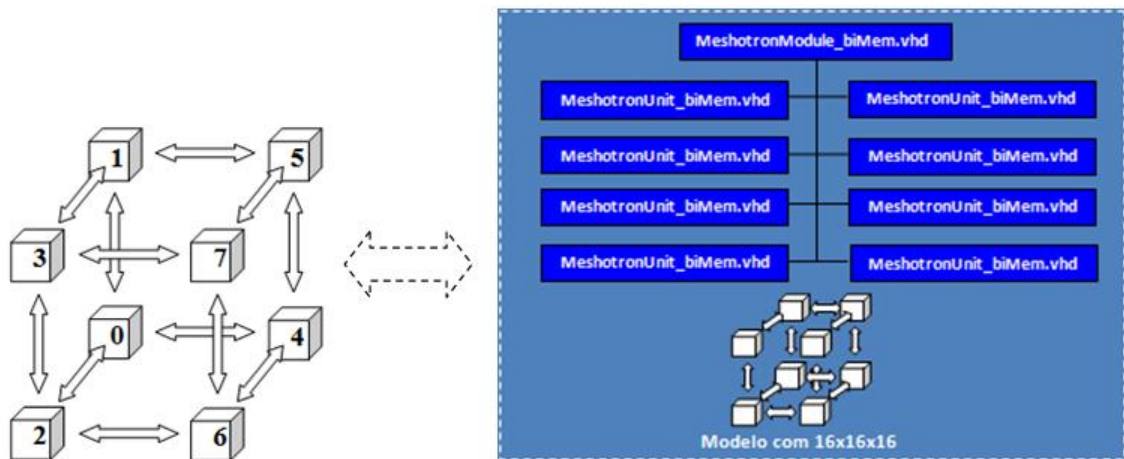 1
5
3
7
0
4
2
6
MeshotronModule_biMem.vhd
MeshotronUnit_biMem.vhd
MeshotronUnit_biMem.vhd
MeshotronUnit_biMem.vhd
MeshotronUnit_biMem.vhd
MeshotronUnit_biMem.vhd
MeshotronUnit_biMem.vhd
MeshotronUnit_biMem.vhd
MeshotronUnit_biMem.vhd
Modelo com 16x16x16